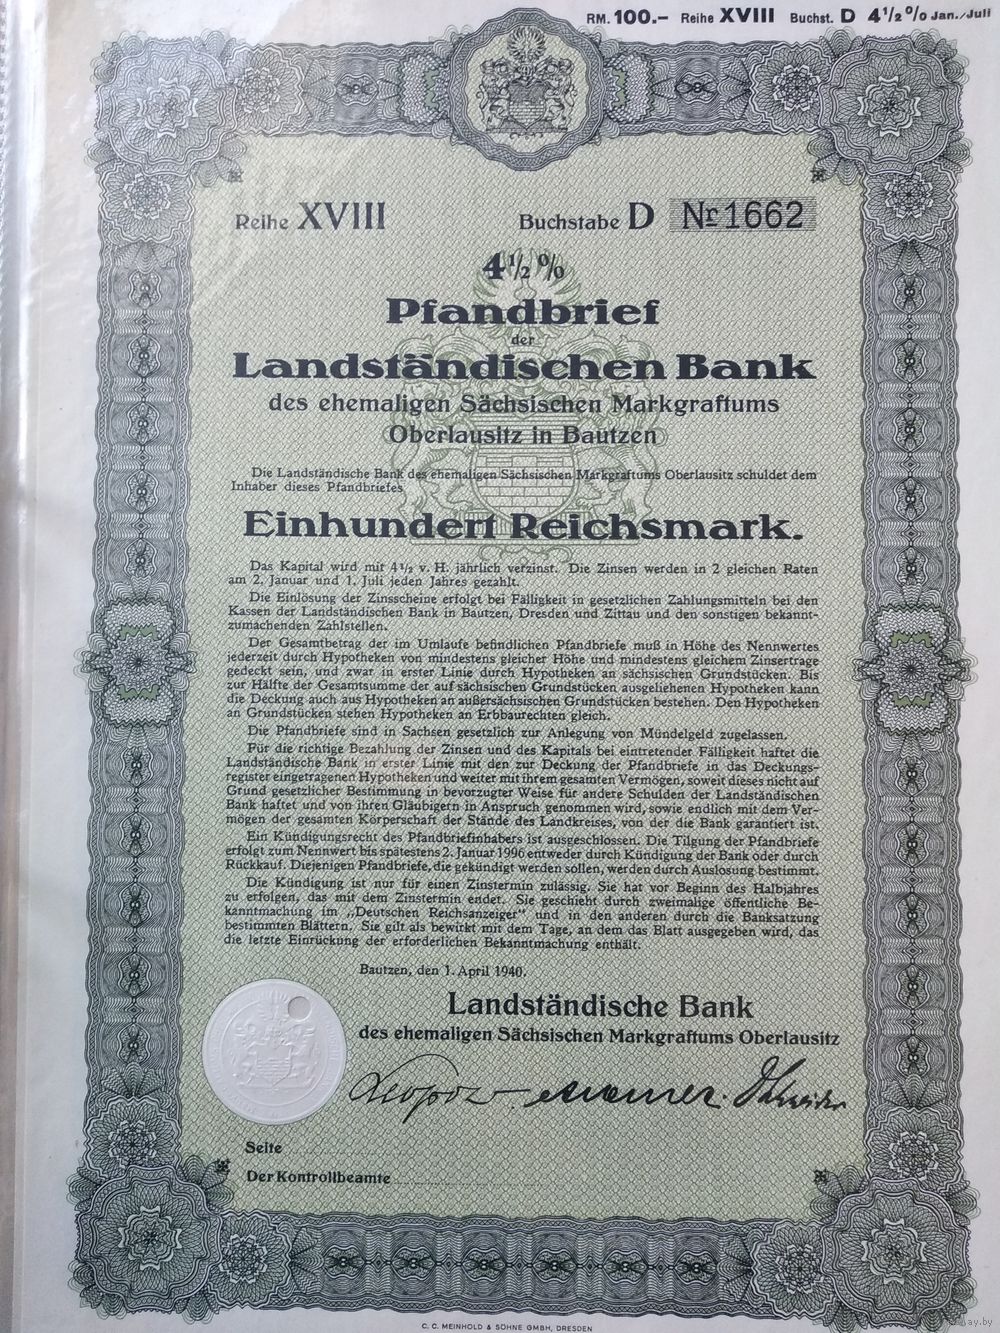 RM. 100.– Reihe XVIII Buchst. D 4 1/2 % Jan./Juli
Reihe XVIII Buchstabe D Nr 1662
4 1/2 %
Pfandbrief
der
Landständischen Bank
des ehemaligen Sächsischen Markgraftums
Oberlausitz in Bautzen
Die Landständische Bank des ehemaligen Sächsischen Markgraftums Oberlausitz schuldet dem
Inhaber dieses Pfandbriefes
Einhundert Reichsmark.
Das Kapital wird mit 4 1/2 v. H. jährlich verzinst. Die Zinsen werden in 2 gleichen Raten
am 2. Januar und 1. Juli jeden Jahres gezahlt.
Die Einlösung der Zinsscheine erfolgt bei Fälligkeit in gesetzlichen Zahlungsmitteln bei den
Kassen der Landständischen Bank in Bautzen, Dresden und Zittau und den sonstigen bekannt-
zumachenden Zahlstellen.
Der Gesamtbetrag der im Umlaufe befindlichen Pfandbriefe muß in Höhe des Nennwertes
jederzeit durch Hypotheken von mindestens gleicher Höhe und mindestens gleichem Zinsertrage
gedeckt sein, und zwar in erster Linie durch Hypotheken an sächsischen Grundstücken. Bis
zur Hälfte der Gesamtsumme der auf sächsischen Grundstücken ausgeliehenen Hypotheken kann
die Deckung auch aus Hypotheken an außersächsischen Grundstücken bestehen. Den Hypotheken
an Grundstücken stehen Hypotheken an Erbbaurechten gleich.
Die Pfandbriefe sind in Sachsen gesetzlich zur Anlegung von Mündelgeld zugelassen.
Für die richtige Bezahlung der Zinsen und des Kapitals bei eintretender Fälligkeit haftet die
Landständische Bank in erster Linie mit den zur Deckung der Pfandbriefe in das Deckungs-
register eingetragenen Hypotheken und weiter mit ihrem gesamten Vermögen, soweit dieses nicht auf
Grund gesetzlicher Bestimmung in bevorzugter Weise für andere Schulden der Landständischen
Bank haftet und von ihren Gläubigern in Anspruch genommen wird, sowie endlich mit dem Ver-
mögen der gesamten Körperschaft der Stände des Landkreises, von der die Bank garantiert ist.
Ein Kündigungsrecht des Pfandbriefinhabers ist ausgeschlossen. Die Tilgung der Pfandbriefe
erfolgt zum Nennwert bis spätestens 2. Januar 1996 entweder durch Kündigung der Bank oder durch
Rückkauf. Diejenigen Pfandbriefe, die gekündigt werden sollen, werden durch Auslosung bestimmt.
Die Kündigung ist nur für einen Zinstermin zulässig. Sie hat vor Beginn des Halbjahres
zu erfolgen, das mit dem Zinstermin endet. Sie geschieht durch zweimalige öffentliche Be-
kanntmachung im „Deutschen Reichsanzeiger" und in den anderen durch die Banksatzung
bestimmten Blättern. Sie gilt als bewirkt mit dem Tage, an dem das Blatt ausgegeben wird, das
die letzte Einrückung der erforderlichen Bekanntmachung enthält.
Bautzen, den 1. April 1940.
Landständische Bank
des ehemaligen Sächsischen Markgraftums Oberlausitz
Seite
Der Kontrollbeamte
C. C. MEINHOLD & SÖHNE GMBH, DRESDEN